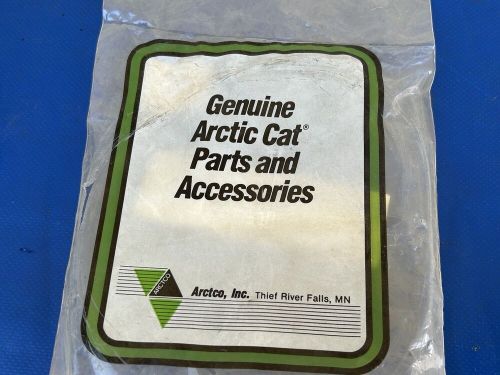 Genuine
Arctic Cat®
Parts and
Accessories
ARCTCO
Arctco, Inc. Thief River Falls, MN